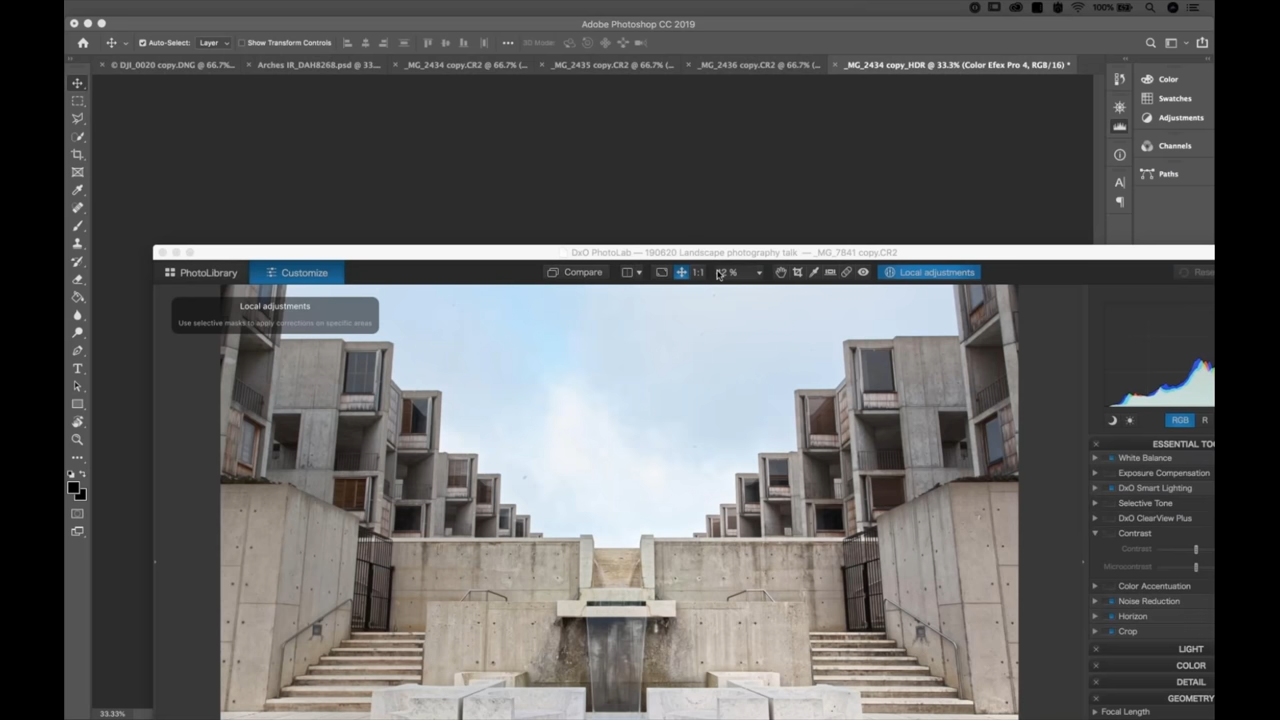 100%
Adobe Photoshop CC 2019
Auto-Select: Layer Show Transform Controls 3D Mode:
× © DJI_0020 copy.DNG @ 66.7%... × Arches IR_DAH8268.psd @ 33.... × _MG_2434 copy.CR2 @ 66.7% (... × _MG_2435 copy.CR2 @ 66.7% (... × _MG_2436 copy.CR2 @ 66.7% (... × _MG_2434 copy_HDR @ 33.3% (Color Efex Pro 4, RGB/16) *
Color
Swatches
Adjustments
Channels
Paths
DxO PhotoLab — 190620 Landscape photography talk — _MG_7841 copy.CR2
PhotoLibrary Customize Compare 1:1 % Local adjustments
Local adjustments
Use selective masks to apply corrections on specific areas
RGB R
ESSENTIAL TOO
White Balance
Exposure Compensation
DxO Smart Lighting
Selective Tone
DxO ClearView Plus
Contrast
Contrast
Microcontrast
Color Accentuation
Noise Reduction
Horizon
Crop
LIGHT
COLOR
DETAIL
GEOMETRY
Focal Length
33.33%